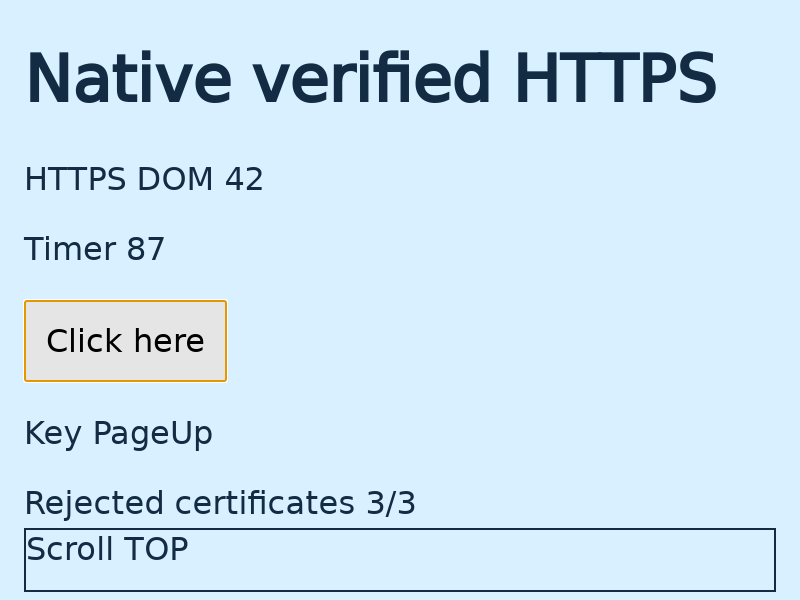 Native verified HTTPS
HTTPS DOM 42
Timer 87
Click here
Key PageUp
Rejected certificates 3/3
Scroll TOP